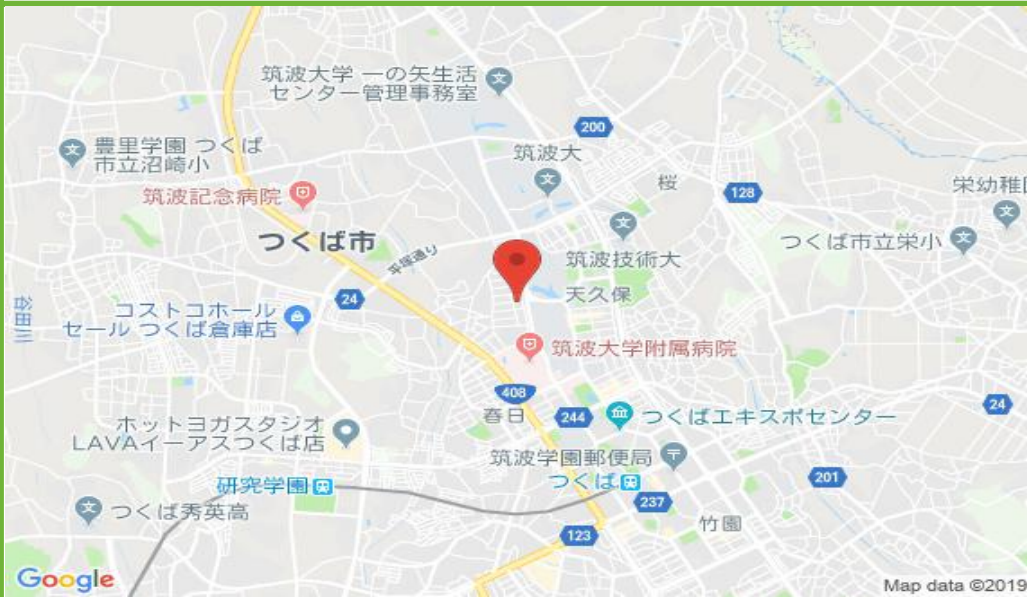 筑波大学 一の矢生活
センター管理事務室
200
豊里学園 つくば
市立沼崎小
筑波大
桜
128
栄幼稚園
筑波記念病院
つくば市
平塚通り
筑波技術大
つくば市立栄小
谷田川
24
天久保
コストコホール
セール つくば倉庫店
筑波大学附属病院
408
春日
244
つくばエキスポセンター
24
ホットヨガスタジオ
LAVAイーアスつくば店
筑波学園郵便局
つくば
研究学園
201
237
つくば秀英高
竹園
123
Google
Map data ©2019